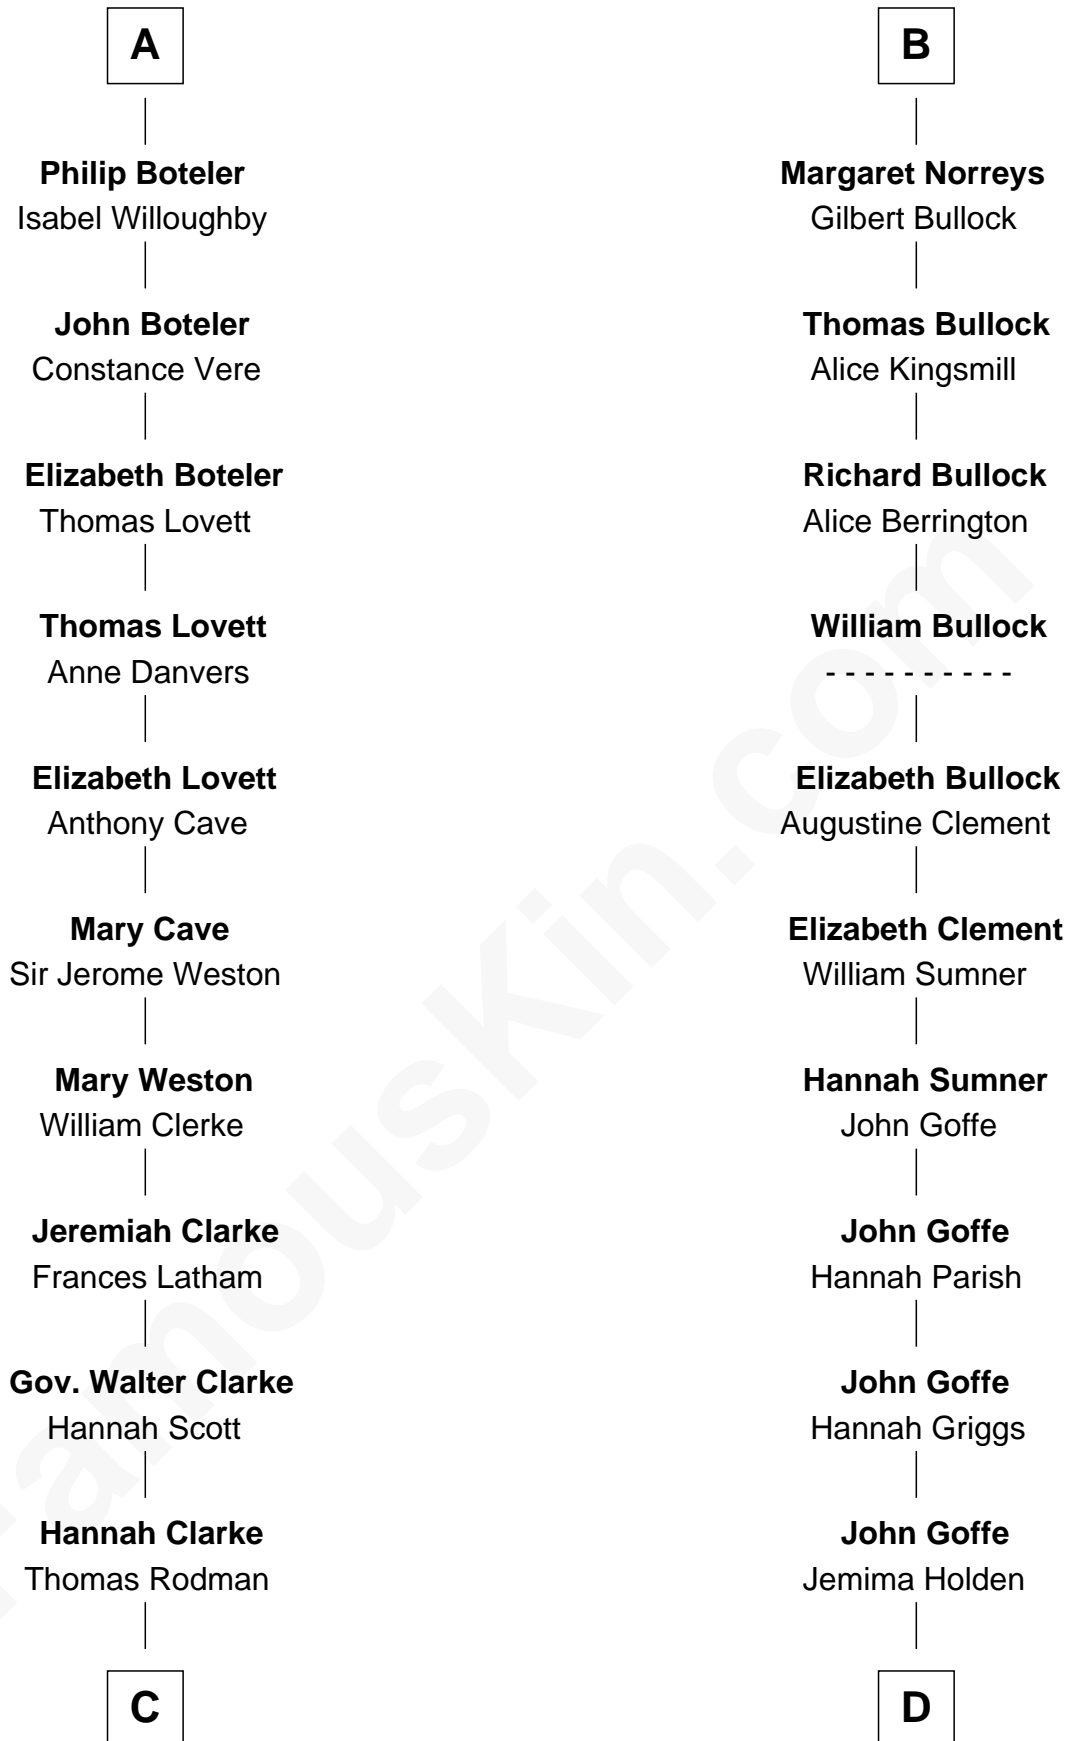 A
Philip Boteler
Isabel Willoughby
John Boteler
Constance Vere
Elizabeth Boteler
Thomas Lovett
Thomas Lovett
Anne Danvers
Elizabeth Lovett
Anthony Cave
Mary Cave
Sir Jerome Weston
Mary Weston
William Clerke
Jeremiah Clarke
Frances Latham
Gov. Walter Clarke
Hannah Scott
Hannah Clarke
Thomas Rodman
C
B
Margaret Norreys
Gilbert Bullock
Thomas Bullock
Alice Kingsmill
Richard Bullock
Alice Berrington
William Bullock
- - - - - - - - - -
Elizabeth Bullock
Augustine Clement
Elizabeth Clement
William Sumner
Hannah Sumner
John Goffe
John Goffe
Hannah Parish
John Goffe
Hannah Griggs
John Goffe
Jemima Holden
D
FamousKin.com